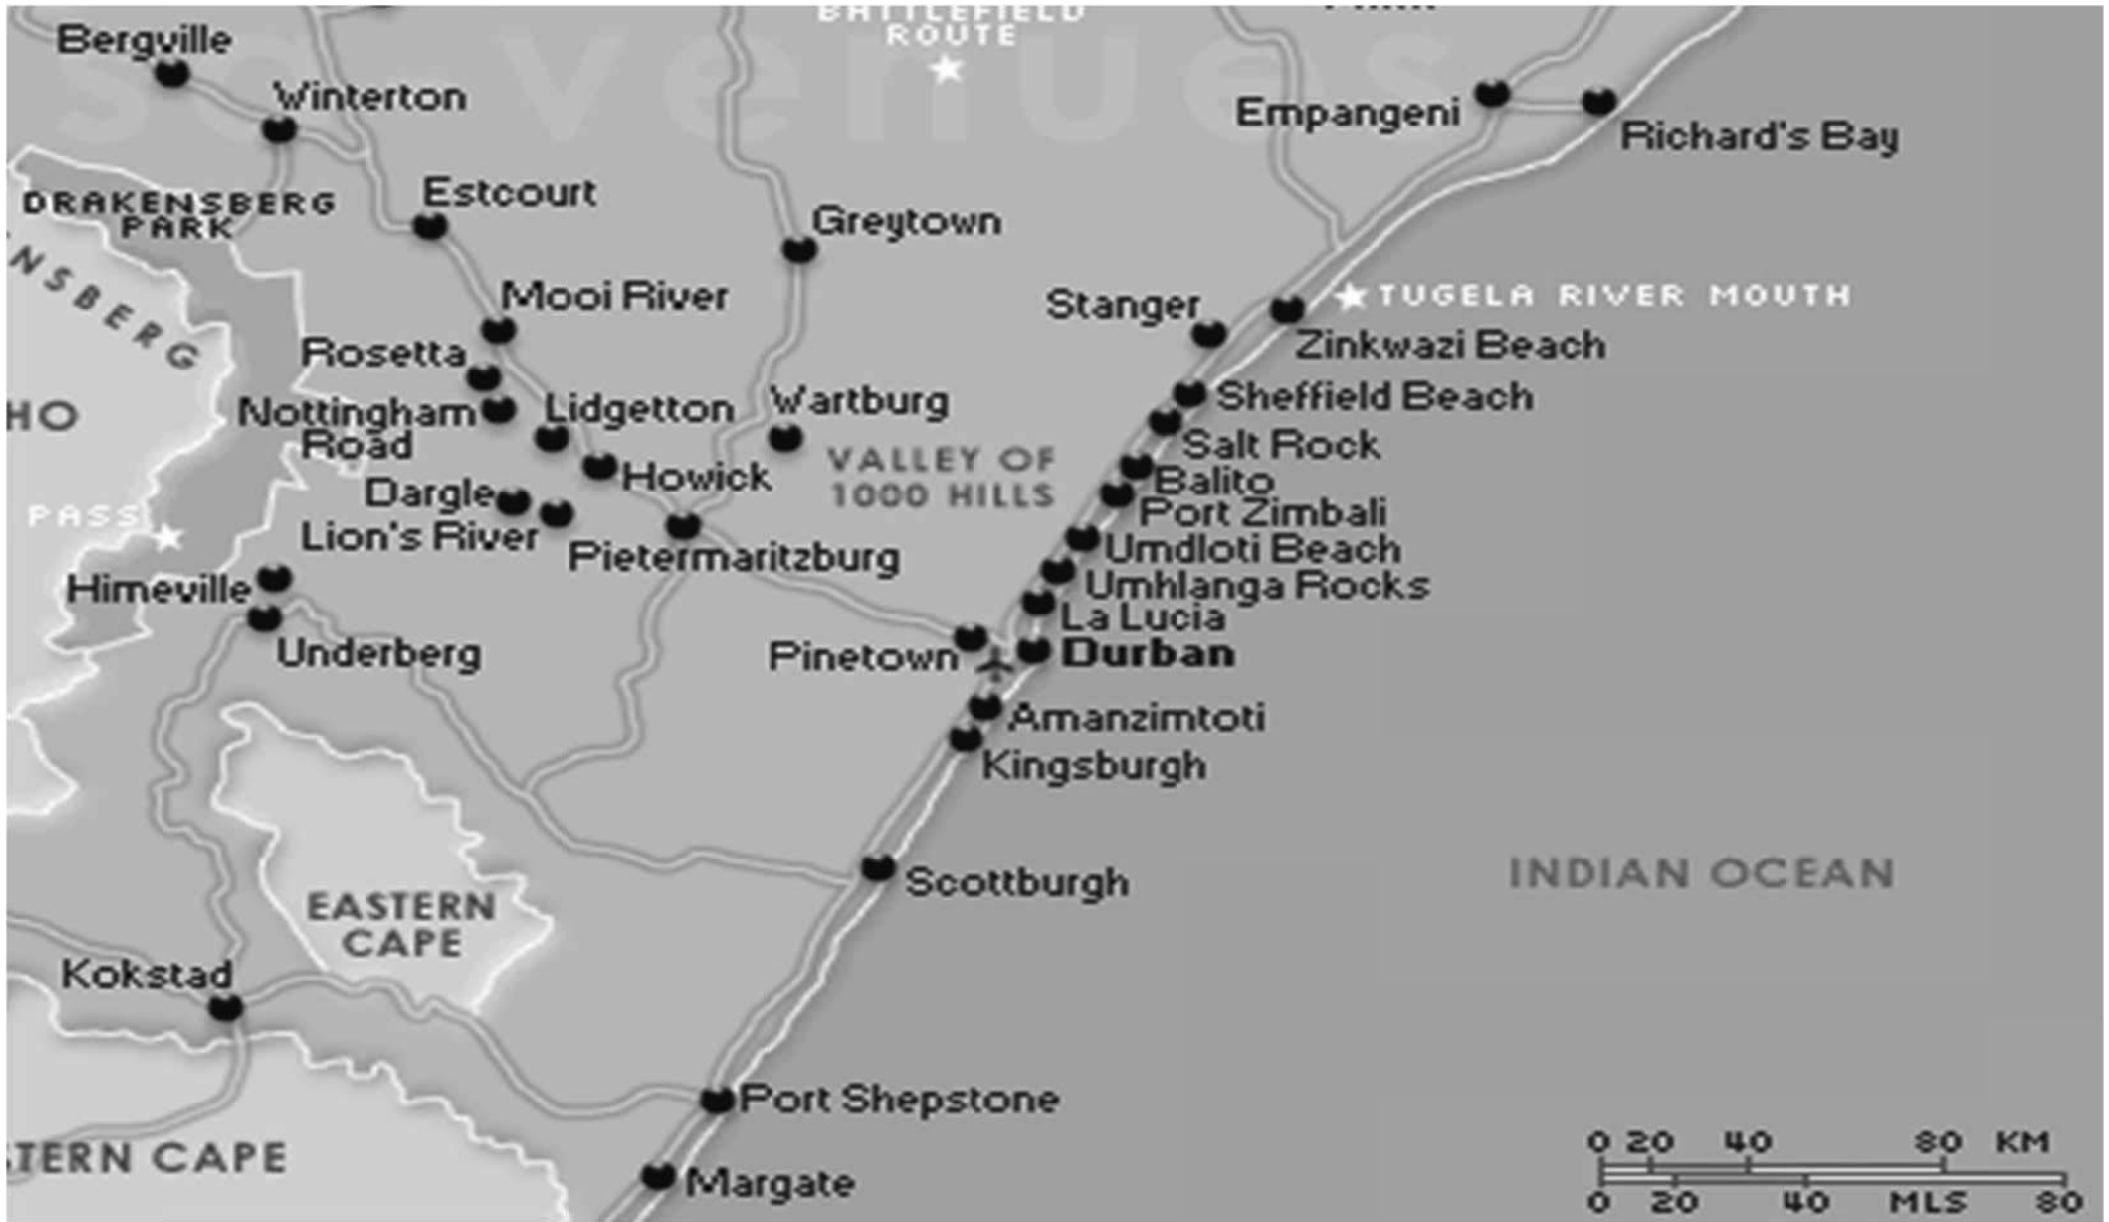 BATTLEFIELD
ROUTE
sa venues
Bergville
Winterton
Empangeni
Richard's Bay
DRAKENSBERG
PARK
Estcourt
Greytown
NSBERG
Mooi River
Stanger
TUGELA RIVER MOUTH
Zinkwazi Beach
Rosetta
HO
Nottingham
Road
Lidgetton
Wartburg
Sheffield Beach
Salt Rock
VALLEY OF
1000 HILLS
Howick
Balito
Dargle
Port Zimbali
PASS
Lion's River
Pietermaritzburg
Umdloti Beach
Himeville
Umhlanga Rocks
La Lucia
Underberg
Pinetown
Durban
Amanzimtoti
Kingsburgh
INDIAN OCEAN
Scottburgh
EASTERN
CAPE
Kokstad
Port Shepstone
TERN CAPE
Margate
0 20 40 80 KM
0 20 40 MLS 80